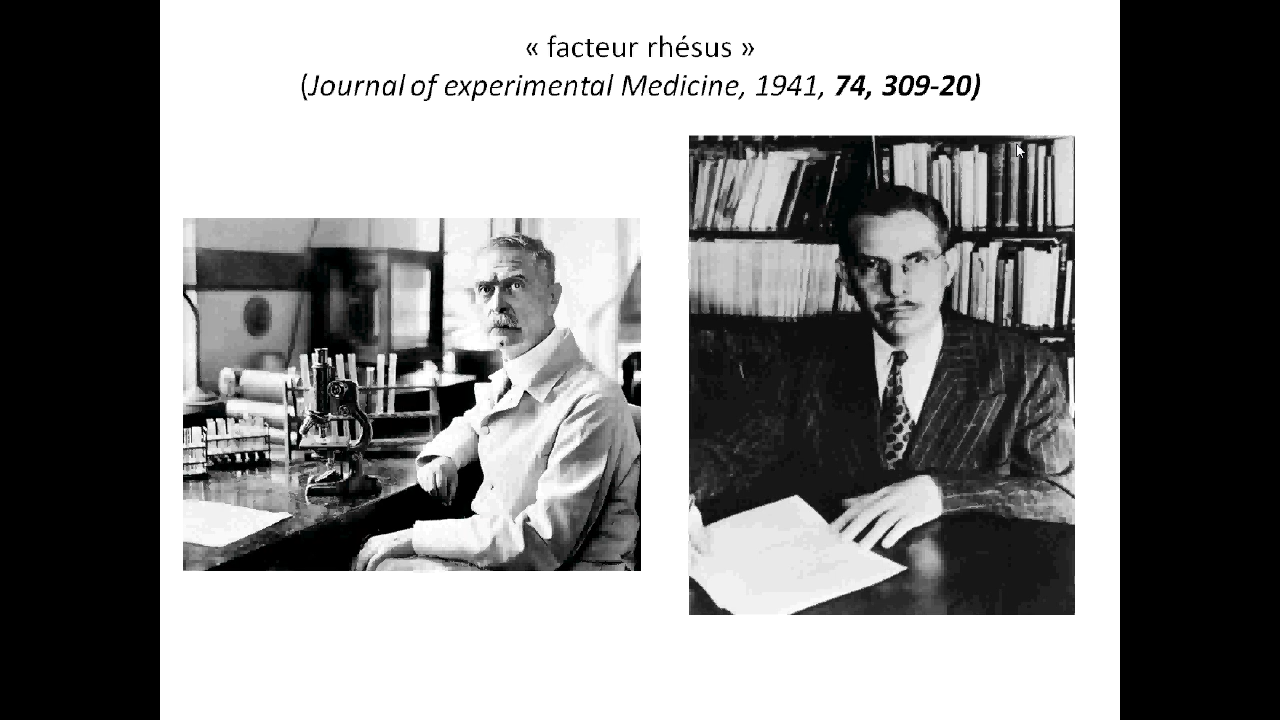 « facteur rhésus »
(Journal of experimental Medicine, 1941, 74, 309-20)